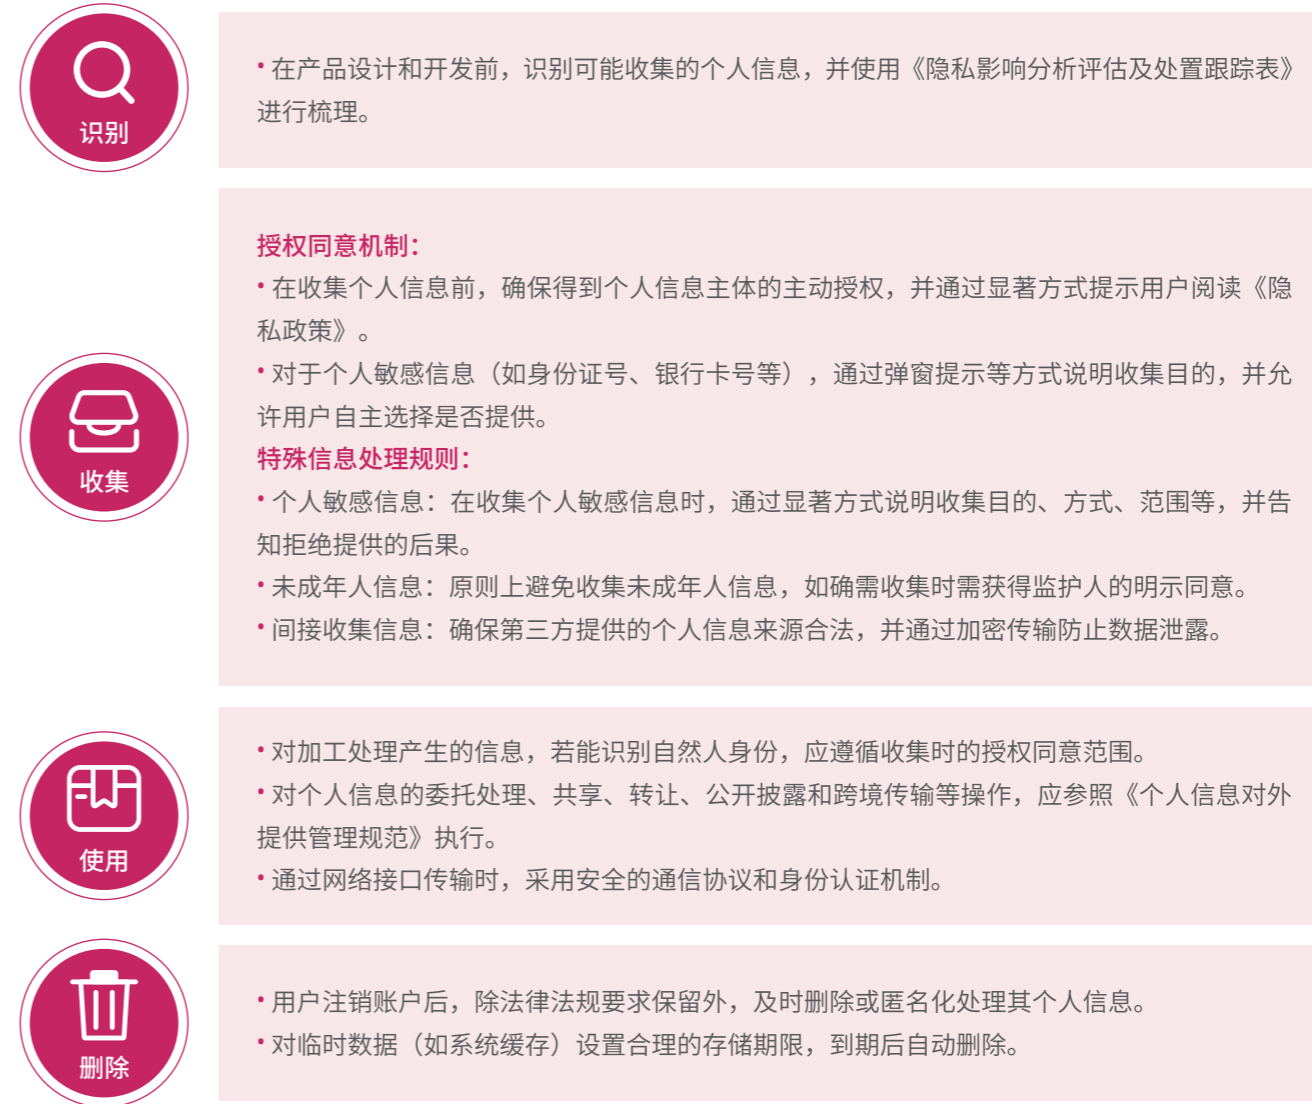 识别
• 在产品设计和开发前，识别可能收集的个人信息，并使用《隐私影响分析评估及处置跟踪表》
进行梳理。
收集
授权同意机制：
• 在收集个人信息前，确保得到个人信息主体的主动授权，并通过显著方式提示用户阅读《隐
私政策》。
• 对于个人敏感信息（如身份证号、银行卡号等），通过弹窗提示等方式说明收集目的，并允
许用户自主选择是否提供。
特殊信息处理规则：
• 个人敏感信息：在收集个人敏感信息时，通过显著方式说明收集目的、方式、范围等，并告
知拒绝提供的后果。
• 未成年人信息：原则上避免收集未成年人信息，如确需收集时需获得监护人的明示同意。
• 间接收集信息：确保第三方提供的个人信息来源合法，并通过加密传输防止数据泄露。
使用
• 对加工处理产生的信息，若能识别自然人身份，应遵循收集时的授权同意范围。
• 对个人信息的委托处理、共享、转让、公开披露和跨境传输等操作，应参照《个人信息对外
提供管理规范》执行。
• 通过网络接口传输时，采用安全的通信协议和身份认证机制。
删除
• 用户注销账户后，除法律法规要求保留外，及时删除或匿名化处理其个人信息。
• 对临时数据（如系统缓存）设置合理的存储期限，到期后自动删除。